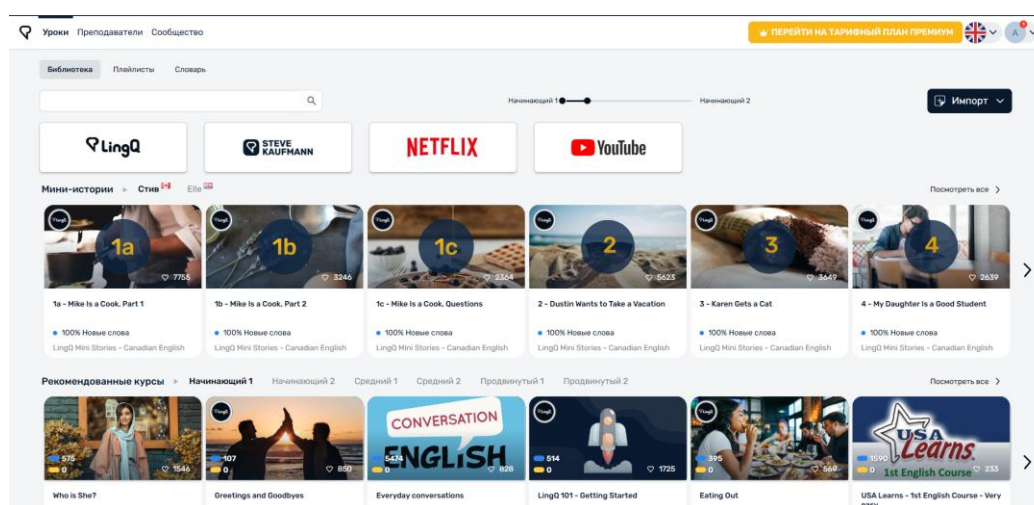 Уроки Преподаватели Сообщество
ПЕРЕЙТИ НА ТАРИФНЫЙ ПЛАН ПРЕМИУМ
A
Библиотека Плейлисты Словарь
Начинающий 1 Начинающий 2
Импорт
LingQ
STEVE
KAUFMANN
NETFLIX
YouTube
Мини-истории Стив Elle
Посмотреть все
1a 1b 1c 2 3 4
7755 3246 2364 5623 3649 2639
1a - Mike Is a Cook, Part 1
1b - Mike Is a Cook, Part 2
1c - Mike Is a Cook, Questions
2 - Dustin Wants to Take a Vacation
3 - Karen Gets a Cat
4 - My Daughter Is a Good Student
100% Новые слова
100% Новые слова
100% Новые слова
100% Новые слова
100% Новые слова
100% Новые слова
LingQ Mini Stories - Canadian English
LingQ Mini Stories - Canadian English
LingQ Mini Stories - Canadian English
LingQ Mini Stories - Canadian English
LingQ Mini Stories - Canadian English
LingQ Mini Stories - Canadian English
Рекомендованные курсы Начинающий 1 Начинающий 2 Средний 1 Средний 2 Продвинутый 1 Продвинутый 2
Посмотреть все
CONVERSATION
ENGLISH
USA
Learns
1st English Course
575 107 5474 514 395 1590
0 1546 0 850 0 828 0 1725 0 569 0 233
Who is She?
Greetings and Goodbyes
Everyday conversations
LingQ 101 - Getting Started
Eating Out
USA Learns - 1st English Course - Very